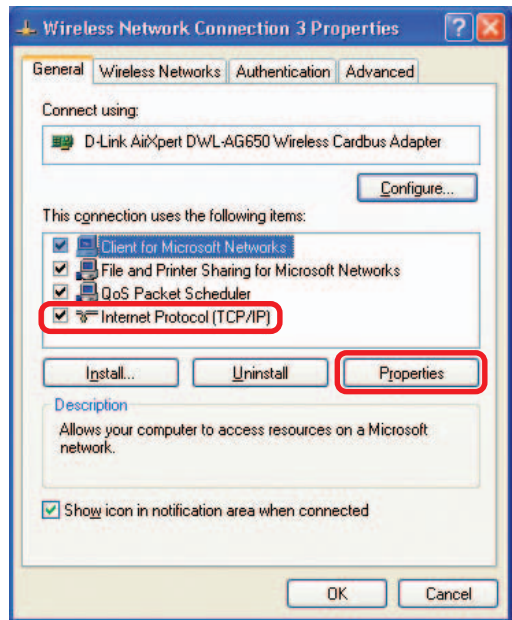 Wireless Network Connection 3 Properties
General Wireless Networks Authentication Advanced
Connect using:
D-Link AirXpert DWL-AG650 Wireless Cardbus Adapter
Configure...
This connection uses the following items:
Client for Microsoft Networks
File and Printer Sharing for Microsoft Networks
QoS Packet Scheduler
Internet Protocol (TCP/IP)
Install... Uninstall Properties
Description
Allows your computer to access resources on a Microsoft
network.
Show icon in notification area when connected
OK Cancel